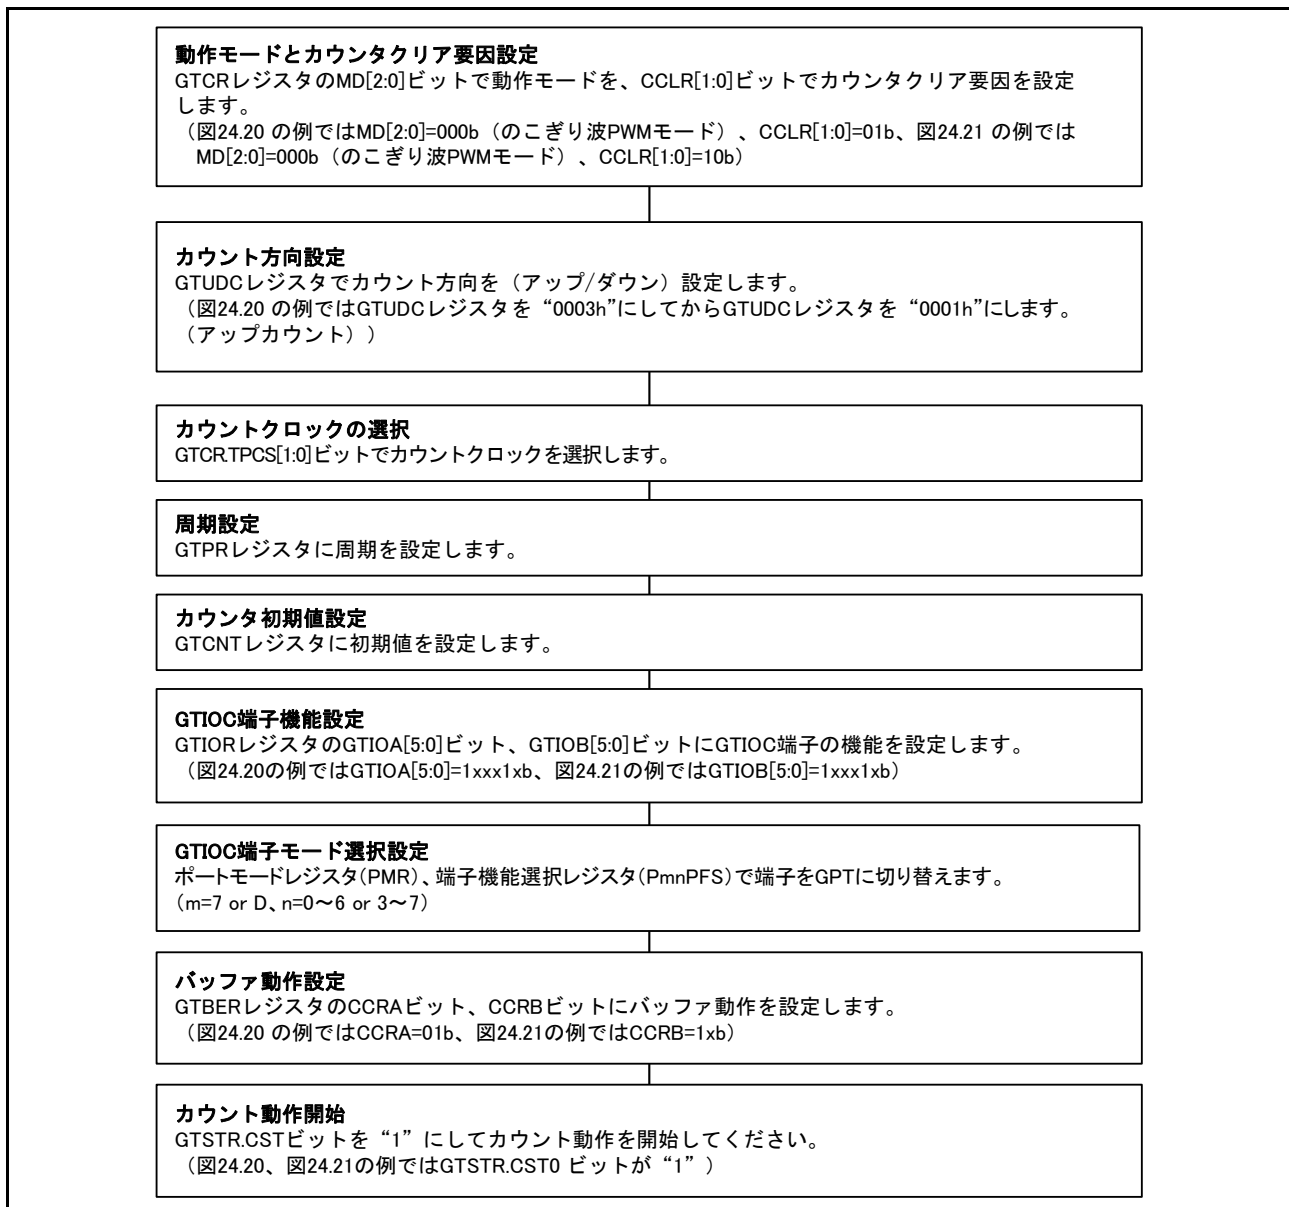 動作モードとカウンタクリア要因設定
GTCRレジスタのMD[2:0]ビットで動作モードを、CCLR[1:0]ビットでカウンタクリア要因を設定
します。
（図24.20 の例ではMD[2:0]=000b（のこぎり波PWMモード）、CCLR[1:0]=01b、図24.21 の例では
MD[2:0]=000b（のこぎり波PWMモード）、CCLR[1:0]=10b）
カウント方向設定
GTUDCレジスタでカウント方向を（アップ/ダウン）設定します。
（図24.20 の例ではGTUDCレジスタを“0003h”にしてからGTUDCレジスタを“0001h”にします。
（アップカウント））
カウントクロックの選択
GTCR.TPCS[1:0]ビットでカウントクロックを選択します。
周期設定
GTPRレジスタに周期を設定します。
カウンタ初期値設定
GTCNTレジスタに初期値を設定します。
GTIOC端子機能設定
GTIORレジスタのGTIOA[5:0]ビット、GTIOB[5:0]ビットにGTIOC端子の機能を設定します。
（図24.20の例ではGTIOA[5:0]=1xxx1xb、図24.21の例ではGTIOB[5:0]=1xxx1xb）
GTIOC端子モード選択設定
ポートモードレジスタ（PMR）、端子機能選択レジスタ（PmnPFS）で端子をGPTに切り替えます。
（m=7 or D、n=0～6 or 3～7）
バッファ動作設定
GTBERレジスタのCCRAビット、CCRBビットにバッファ動作を設定します。
（図24.20 の例ではCCRA=01b、図24.21の例ではCCRB=1xb）
カウント動作開始
GTSTR.CSTビットを“1”にしてカウント動作を開始してください。
（図24.20、図24.21の例ではGTSTR.CST0 ビットが“1”）